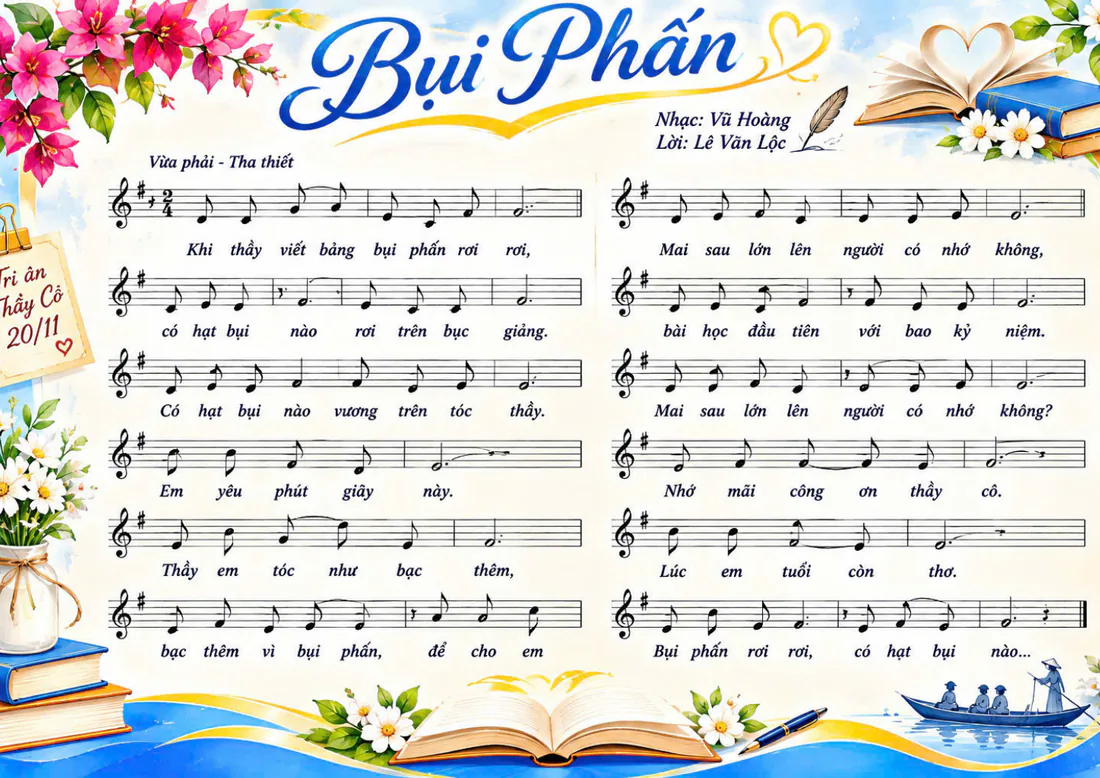 Bụi Phấn
Nhạc: Vũ Hoàng
Lời: Lê Văn Lộc
Vừa phải - Tha thiết
2
4
Khi thầy viết bảng bụi phấn rơi rơi,
có hạt bụi nào rơi trên bục giảng.
Có hạt bụi nào vương trên tóc thầy.
Em yêu phút giây này.
Thầy em tóc như bạc thêm,
bạc thêm vì bụi phấn, để cho em
Mai sau lớn lên người có nhớ không,
bài học đầu tiên với bao kỷ niệm.
Mai sau lớn lên người có nhớ không?
Nhớ mãi công ơn thầy cô.
Lúc em tuổi còn thơ.
Bụi phấn rơi rơi, có hạt bụi nào...
Tri ân
Thầy Cô
20/11